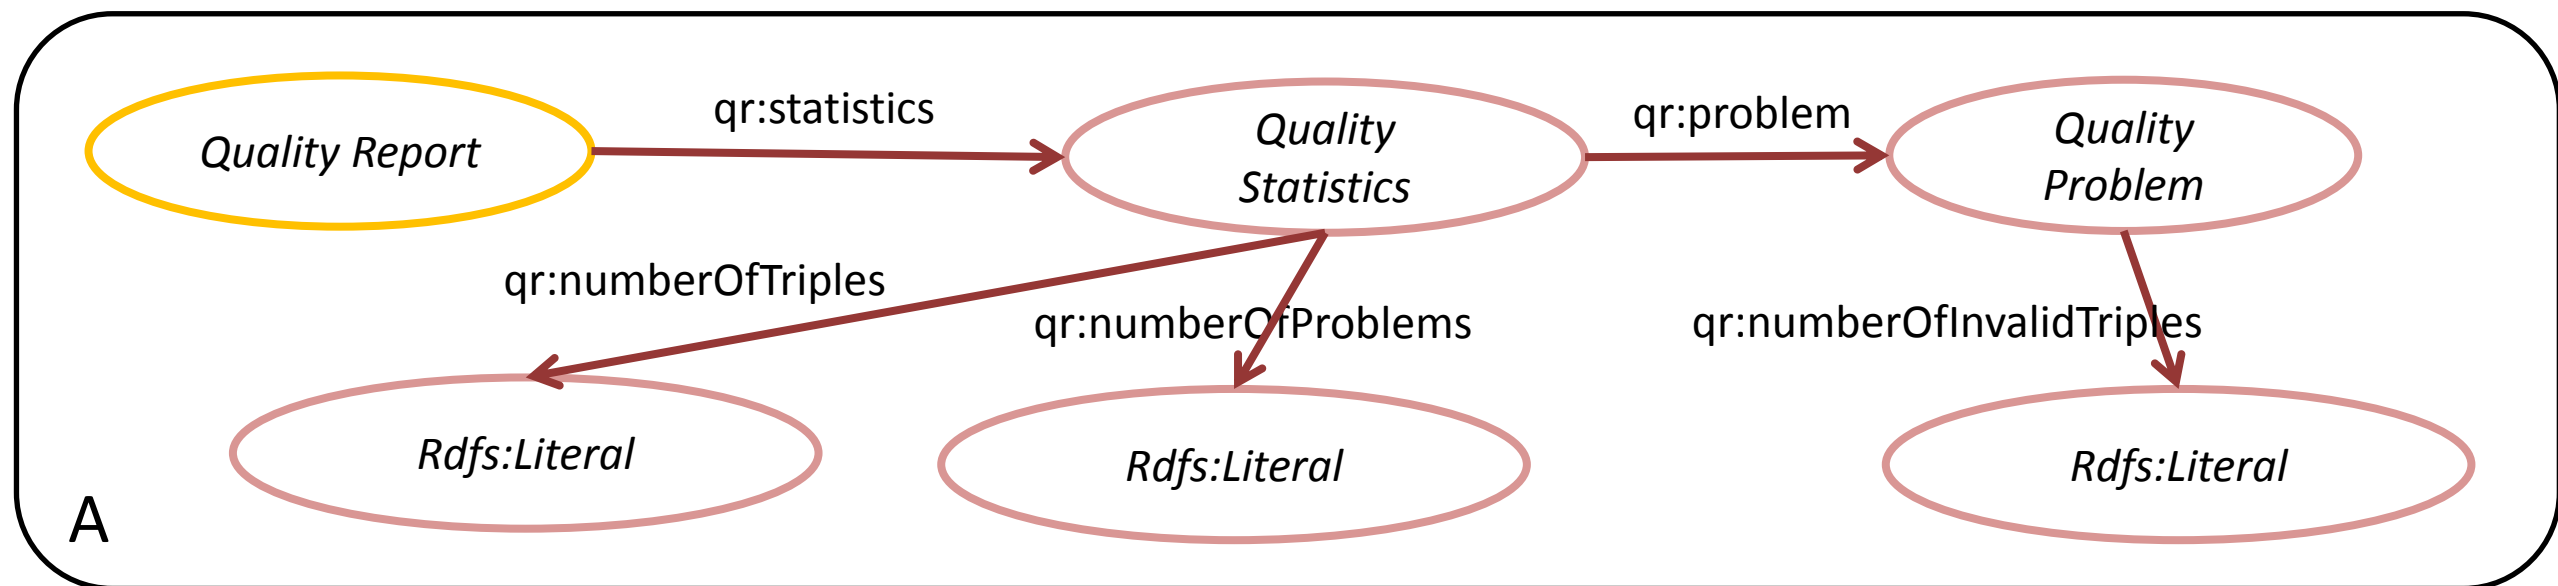 qr:statistics
qr:problem
Quality Report
Quality
Statistics
Quality
Problem
qr:numberOfTriples
qr:numberOfProblems
qr:numberOfInvalidTriples
Rdfs:Literal
Rdfs:Literal
Rdfs:Literal
A